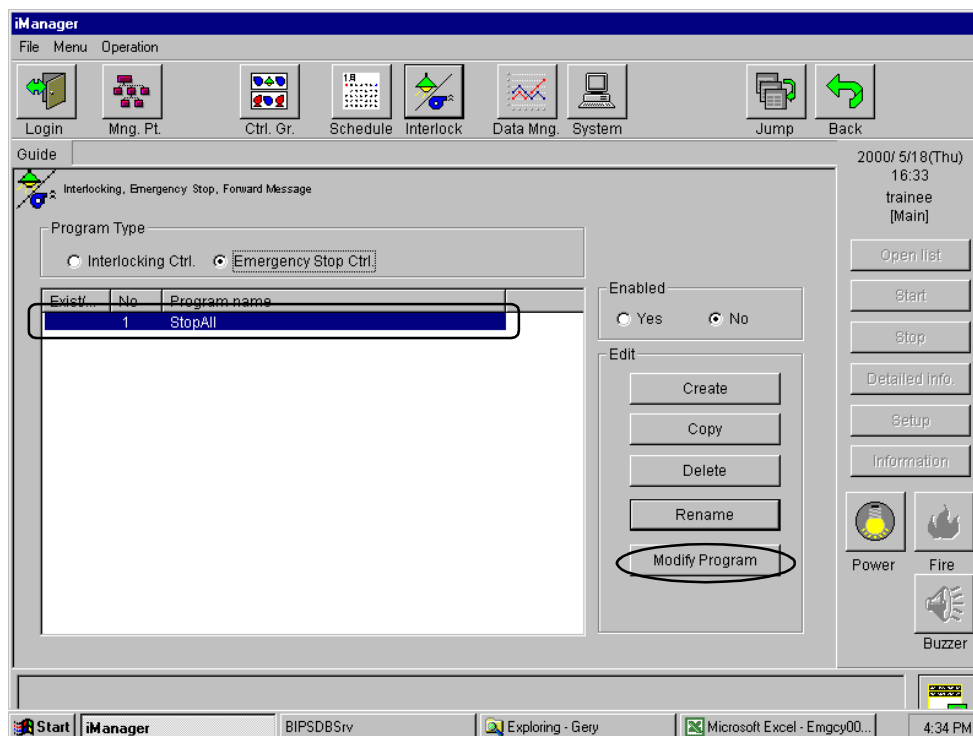 iManager
File Menu Operation
1月
Login Mng. Pt. Ctrl. Gr. Schedule Interlock Data Mng. System Jump Back
Guide
2000/ 5/18(Thu)
16:33
trainee
[Main]
Interlocking, Emergency Stop, Forward Message
Program Type
Interlocking Ctrl. Emergency Stop Ctrl.
Exist/... No Program name
1 StopAll
Enabled
Yes No
Edit
Create
Copy
Delete
Rename
Modify Program
Open list
Start
Stop
Detailed info.
Setup
Information
Power Fire
Buzzer
Start iManager BIPSDBSrv Exploring - Gery Microsoft Excel - Emgcy00... 4:34 PM